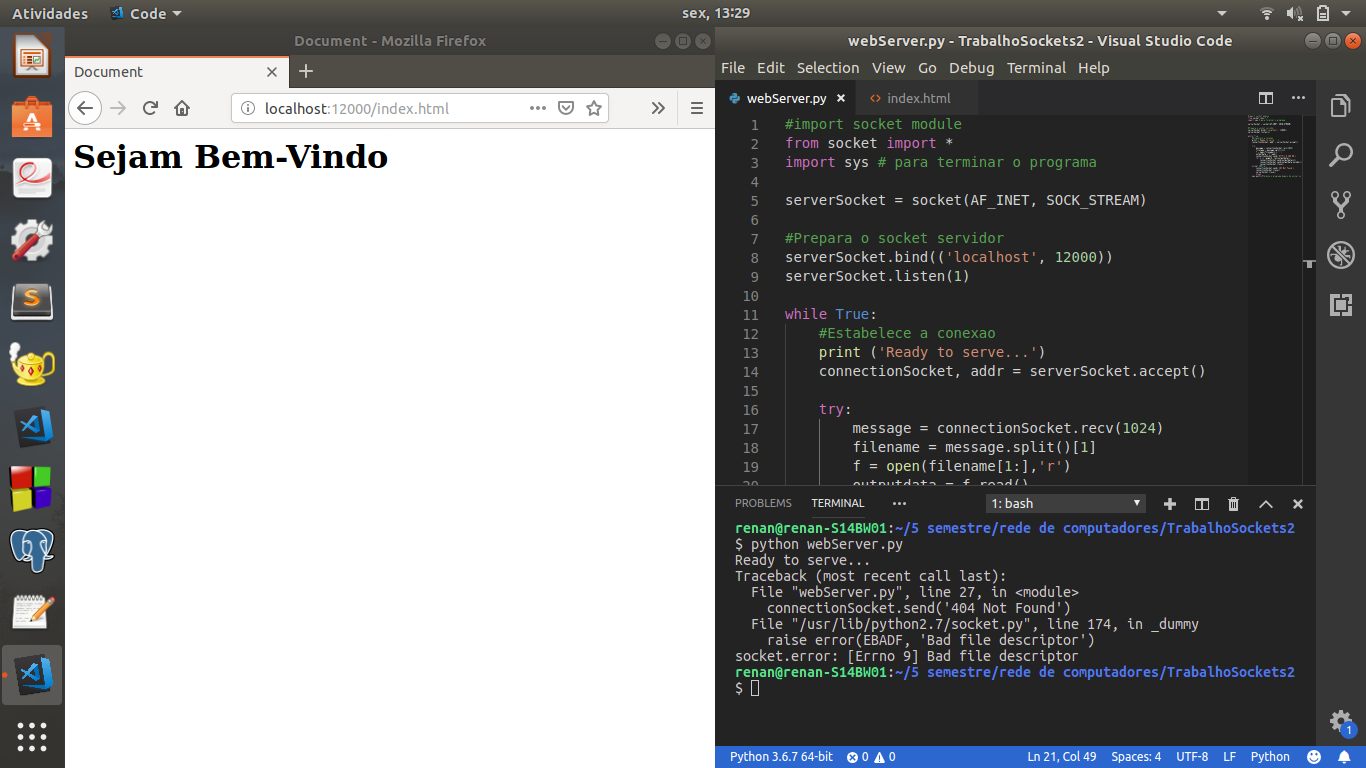 Atividades Code sex, 13:29
Document - Mozilla Firefox
Document
localhost:12000/index.html
Sejam Bem-Vindo
webServer.py - TrabalhoSockets2 - Visual Studio Code
File Edit Selection View Go Debug Terminal Help
webServer.py index.html
1 #import socket module
2 from socket import *
3 import sys # para terminar o programa
4
5 serverSocket = socket(AF_INET, SOCK_STREAM)
6
7 #Prepara o socket servidor
8 serverSocket.bind(('localhost', 12000))
9 serverSocket.listen(1)
10
11 while True:
12 #Estabelece a conexao
13 print ('Ready to serve...')
14 connectionSocket, addr = serverSocket.accept()
15
16 try:
17 message = connectionSocket.recv(1024)
18 filename = message.split()[1]
19 f = open(filename[1:],'r')
20 outputdata = f.read()
PROBLEMS TERMINAL 1: bash
renan@renan-S14BW01:~/5 semestre/rede de computadores/TrabalhoSockets2
$ python webServer.py
Ready to serve...
Traceback (most recent call last):
File "webServer.py", line 27, in <module>
connectionSocket.send('404 Not Found')
File "/usr/lib/python2.7/socket.py", line 174, in _dummy
raise error(EBADF, 'Bad file descriptor')
socket.error: [Errno 9] Bad file descriptor
renan@renan-S14BW01:~/5 semestre/rede de computadores/TrabalhoSockets2
$
1
Python 3.6.7 64-bit 0 0 Ln 21, Col 49 Spaces: 4 UTF-8 LF Python